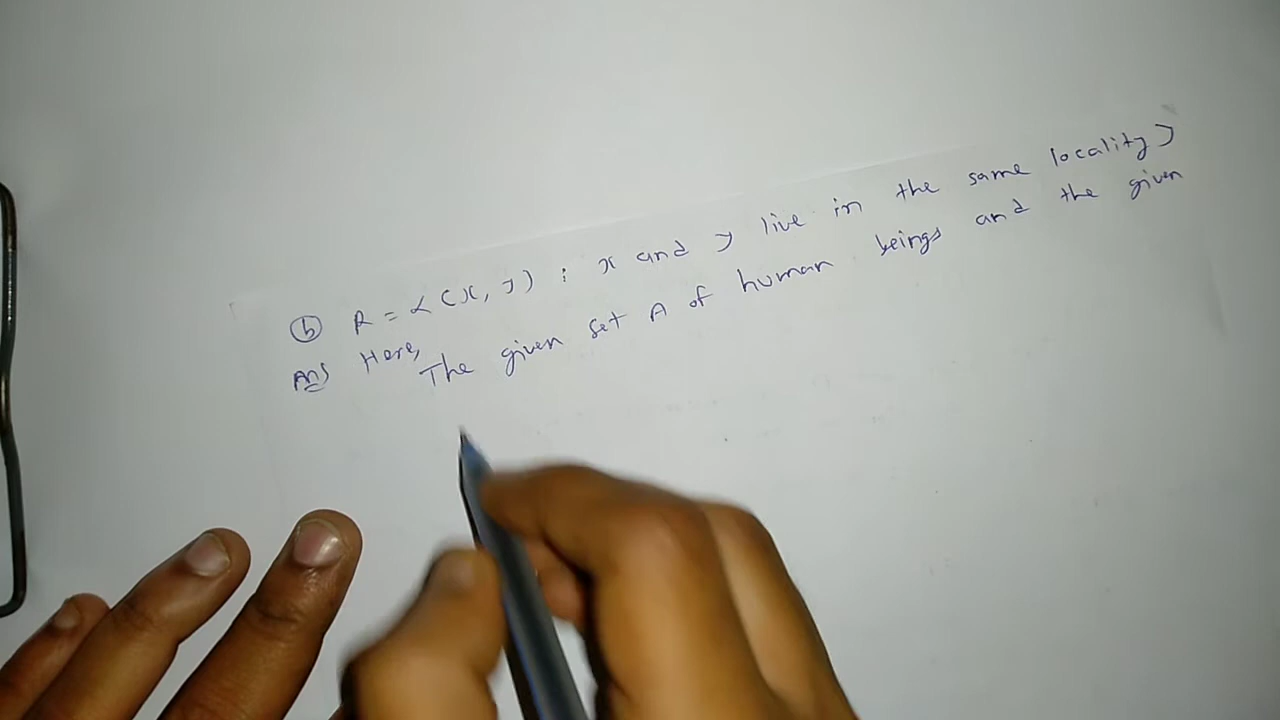 (b) R = {(x, y) : x and y live in the same locality}
Ans Here,
The given set A of human beings and the given